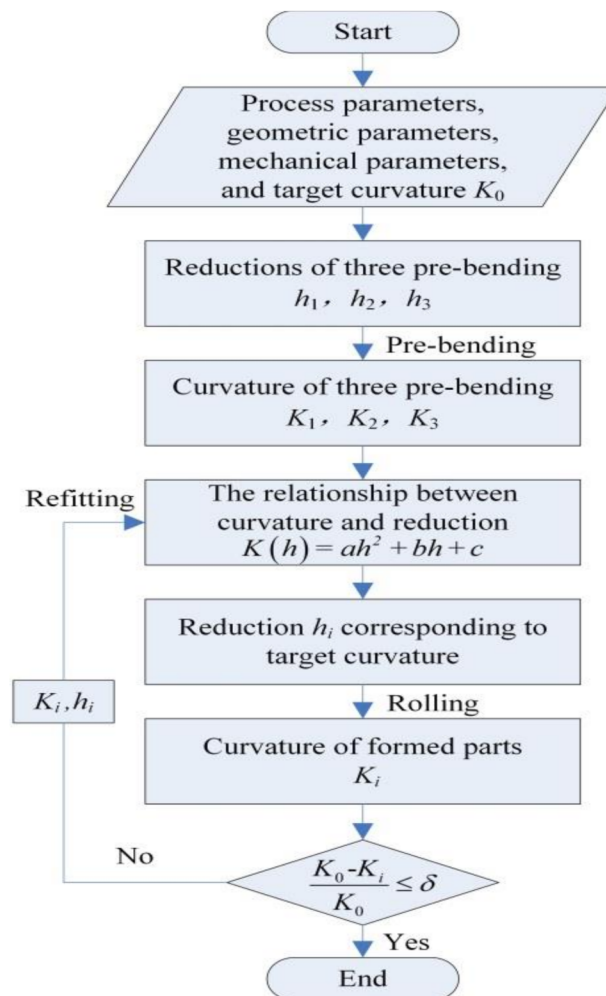 Start
Process parameters,
geometric parameters,
mechanical parameters,
and target curvature K₀
Reductions of three pre-bending
h₁，h₂，h₃
Pre-bending
Curvature of three pre-bending
K₁，K₂，K₃
Refitting
The relationship between
curvature and reduction
K(h)=ah²+bh+c
Reduction hᵢ corresponding to
target curvature
Kᵢ,hᵢ
Rolling
Curvature of formed parts
Kᵢ
No
K₀-Kᵢ
K₀
≤ δ
Yes
End